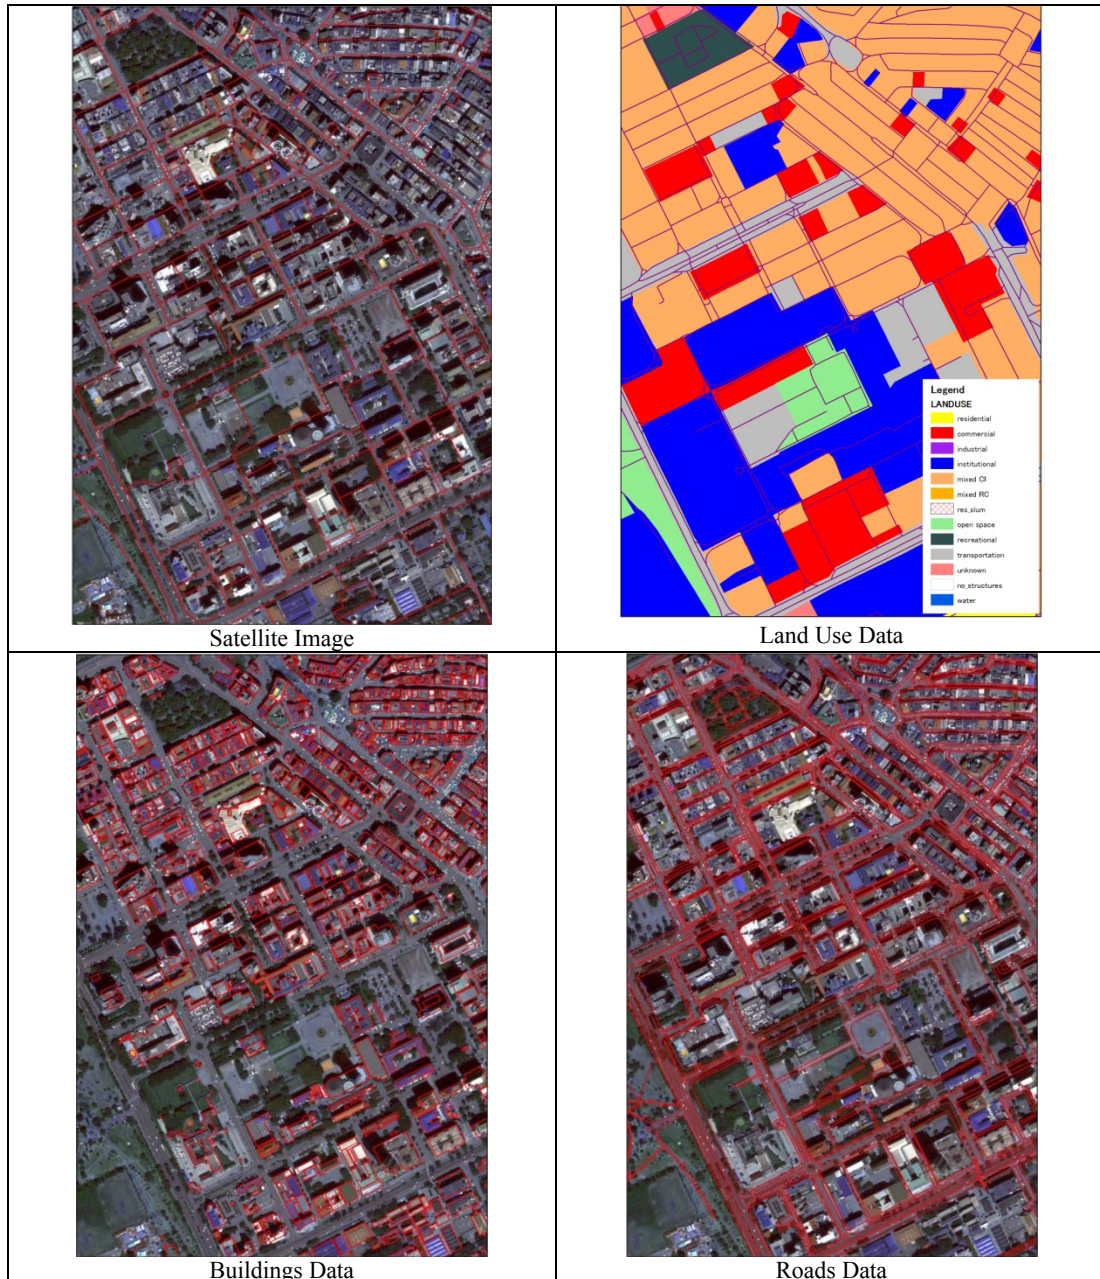 Satellite Image
Land Use Data
Legend
LANDUSE
residential
commercial
industrial
institutional
mixed CI
mixed RC
res_slum
open space
recreational
transportation
unknown
no_structures
water
Buildings Data
Roads Data